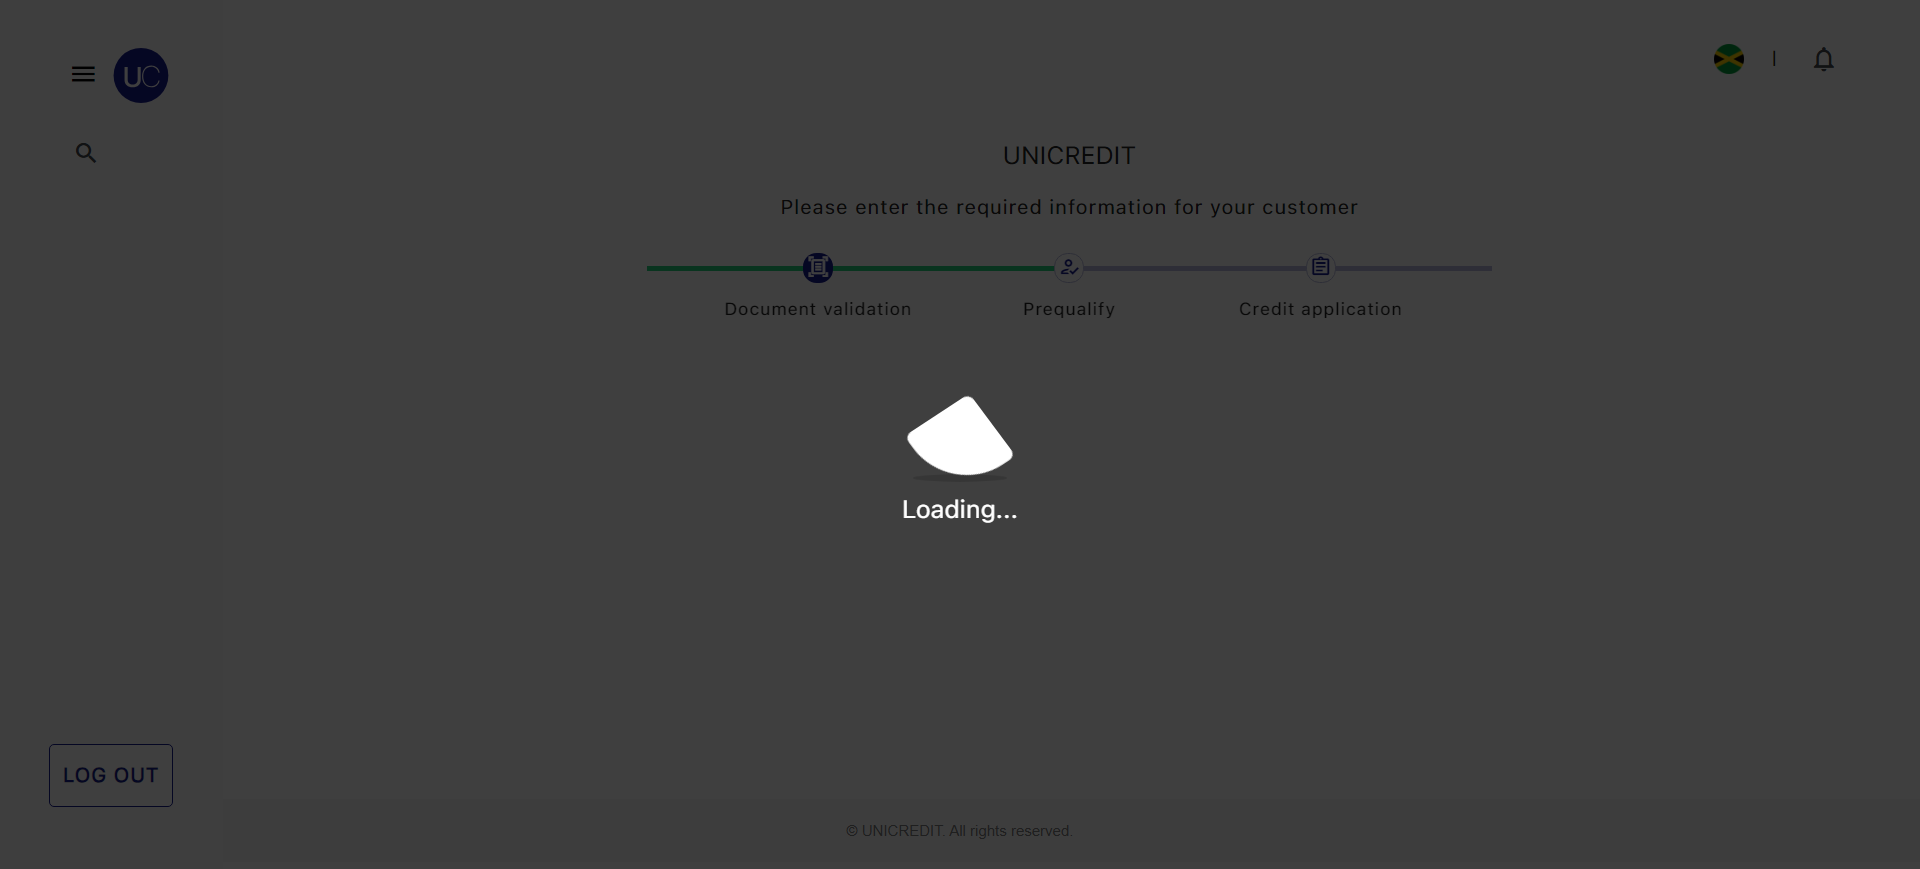 UC
UNICREDIT
Please enter the required information for your customer
Document validation
Prequalify
Credit application
Loading...
LOG OUT
© UNICREDIT. All rights reserved.